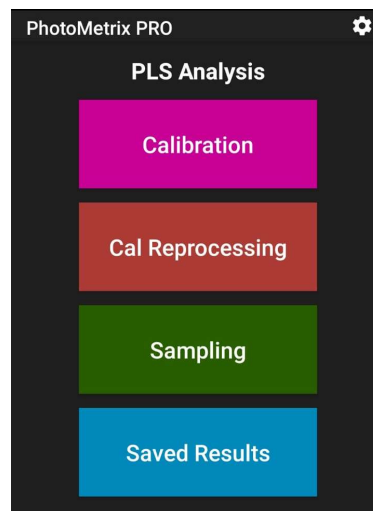 PhotoMetrix PRO
PLS Analysis
Calibration
Cal Reprocessing
Sampling
Saved Results